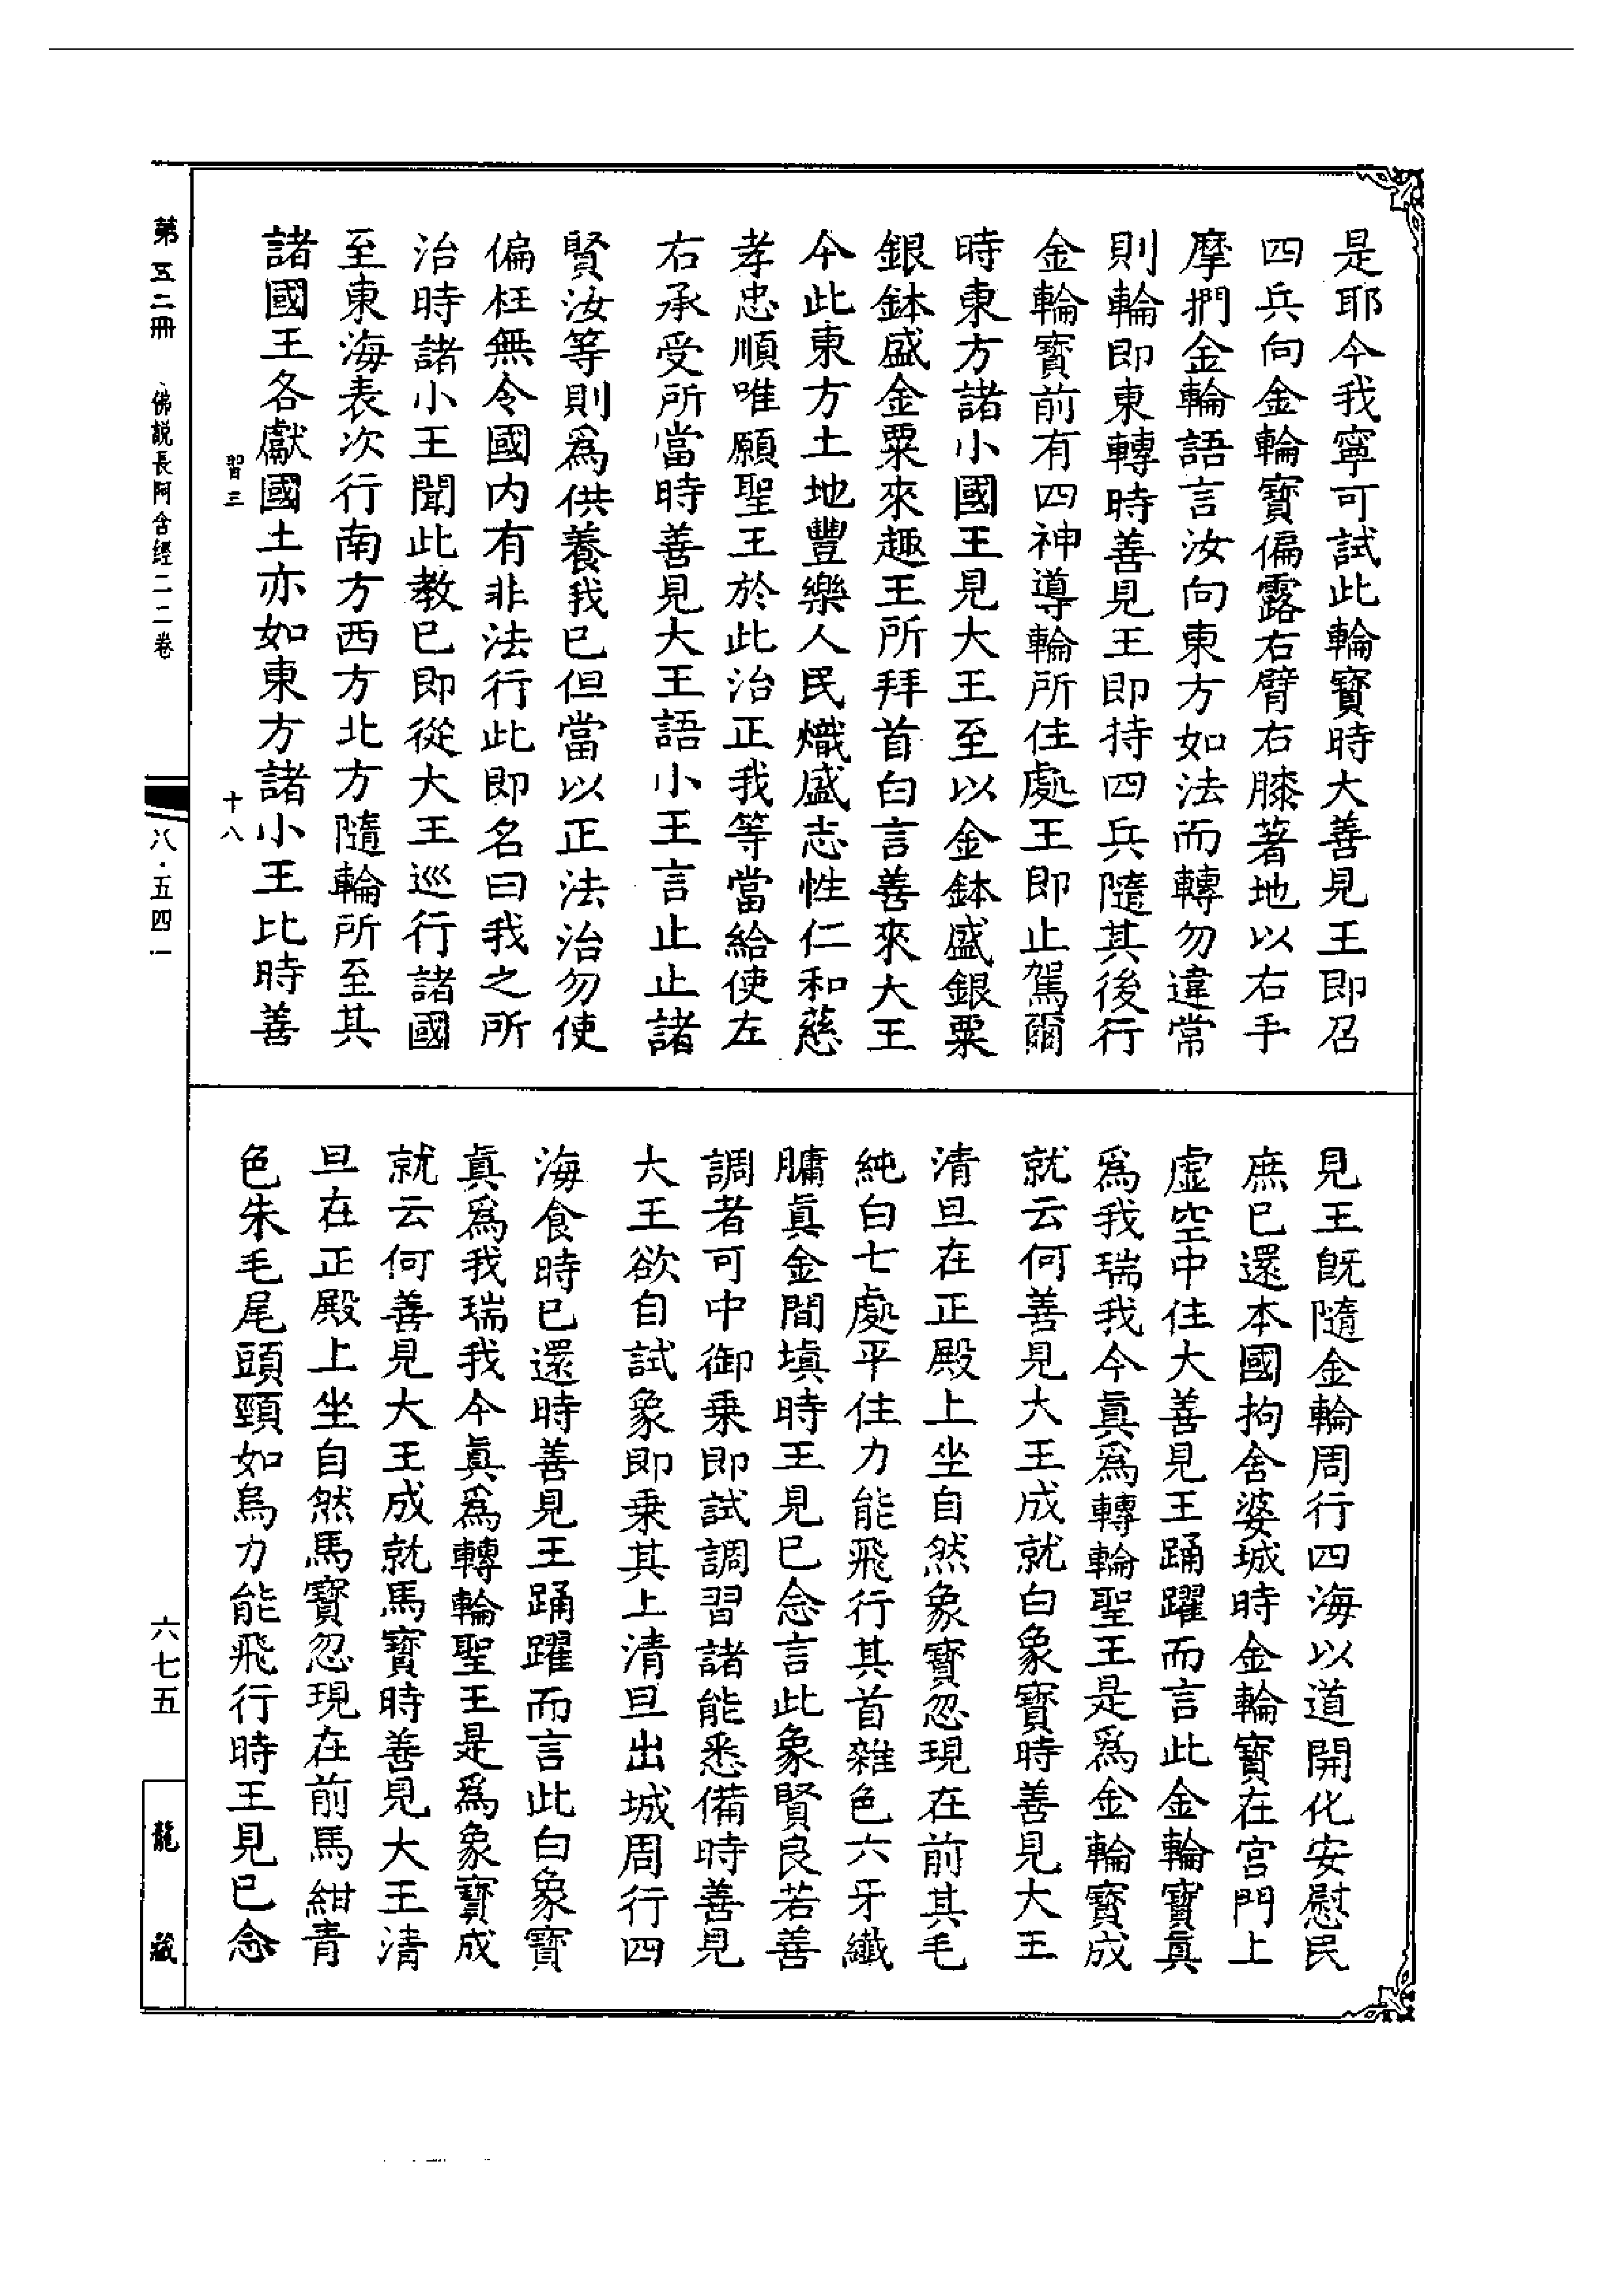 是耶今我寧可試此輪寶時大善見王即召
四兵向金輪寶偏露右臂右膝著地以右手
摩捫金輪語言汝向東方如法而轉勿違常
則輪即東轉時善見王即持四兵隨其後行
金輪寶前有四神導輪所住處王即止駕爾
時東方諸小國王見大王至以金鉢盛銀粟
銀鉢盛金粟來趣王所拜首白言善來大王
今此東方土地豐樂人民熾盛志性仁和慈
孝忠順唯願聖王於此治正我等當給使左
右承受所當時善見大王語小王言止止諸
賢汝等則爲供養我已但當以正法治勿使
偏枉無令國內有非法行此即名曰我之所
治時諸小王聞此教已即從大王巡行諸國
至東海表次行南方西方北方隨輪所至其
諸國王各獻國土亦如東方諸小王比時善
習三 十八
見王既隨金輪周行四海以道開化安慰民
庶已還本國拘舍婆城時金輪寶在宮門上
虛空中住大善見王踊躍而言此金輪寶真
爲我瑞我今真爲轉輪聖王是爲金輪寶成
就云何善見大王成就白象寶時善見大王
清旦在正殿上坐自然象寶忽現在前其毛
純白七處平住力能飛行其首雜色六牙纖
𦟛真金間填時王見已念言此象賢良若善
調者可中御乘即試調習諸能悉備時善見
大王欲自試象即乘其上清旦出城周行四
海食時已還時善見王踊躍而言此白象寶
真爲我瑞我今真爲轉輪聖王是爲象寶成
就云何善見大王成就馬寶時善見大王清
旦在正殿上坐自然馬寶忽現在前馬紺青
色朱毛尾頭頸如烏力能飛行時王見已念
第五二冊 佛說長阿含經二二卷 八·五四一 六七五 龍藏